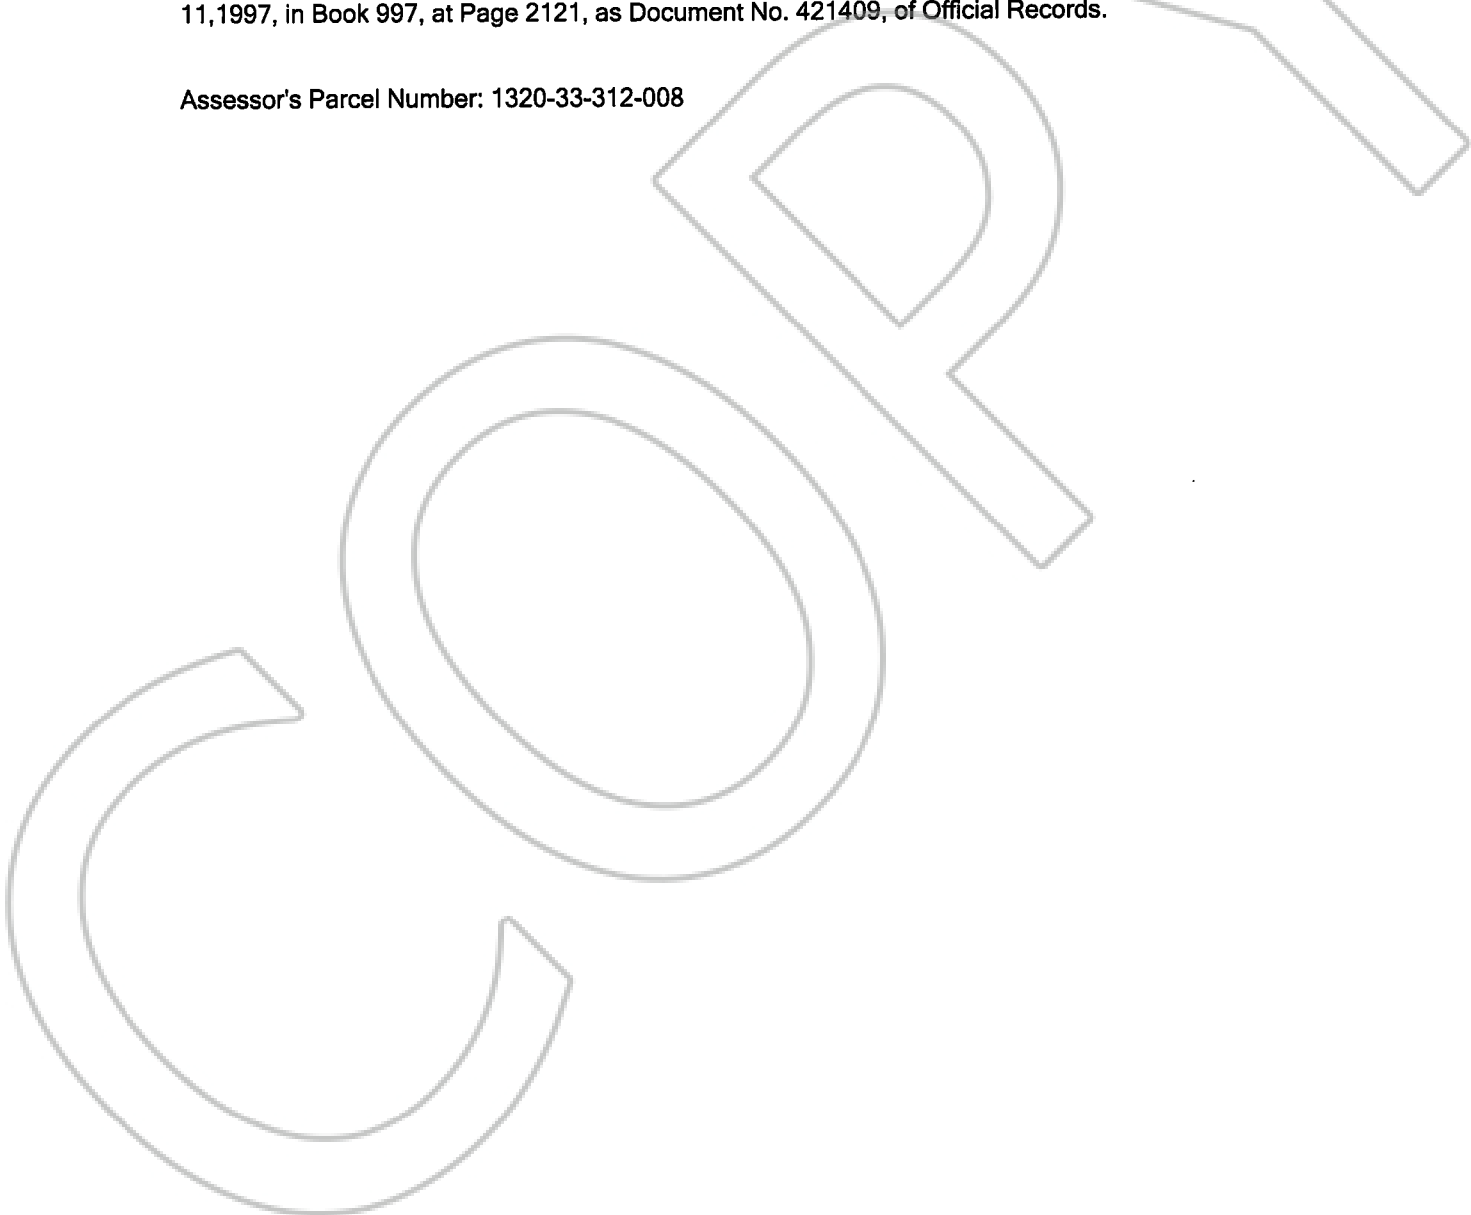 11,1997, in Book 997, at Page 2121, as Document No. 421409, of Official Records.
Assessor's Parcel Number: 1320-33-312-008
COPY